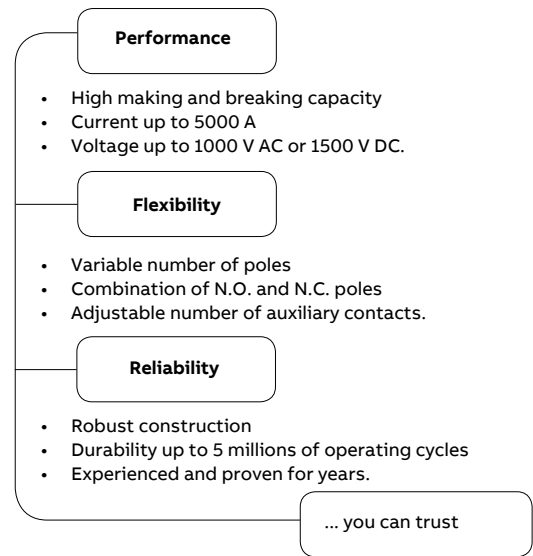 Performance
• High making and breaking capacity
• Current up to 5000 A
• Voltage up to 1000 V AC or 1500 V DC.
Flexibility
• Variable number of poles
• Combination of N.O. and N.C. poles
• Adjustable number of auxiliary contacts.
Reliability
• Robust construction
• Durability up to 5 millions of operating cycles
• Experienced and proven for years.
... you can trust